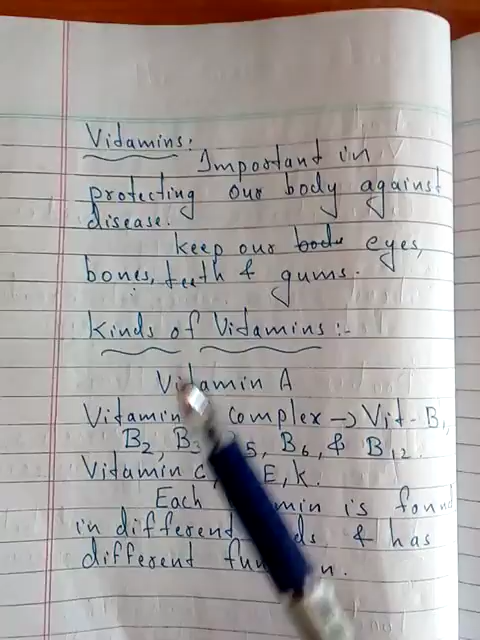 Vitamins:
Important in
protecting our body against
disease.
keep our eyes,
bones, teeth & gums.
Kinds of Vitamins :-
Vitamin A
Vitamin Complex → Vit-B,
B2, B3 5, B6, & B12.
Vitamin C, E, K.
Each min is found
in different ds & has
different fun n.